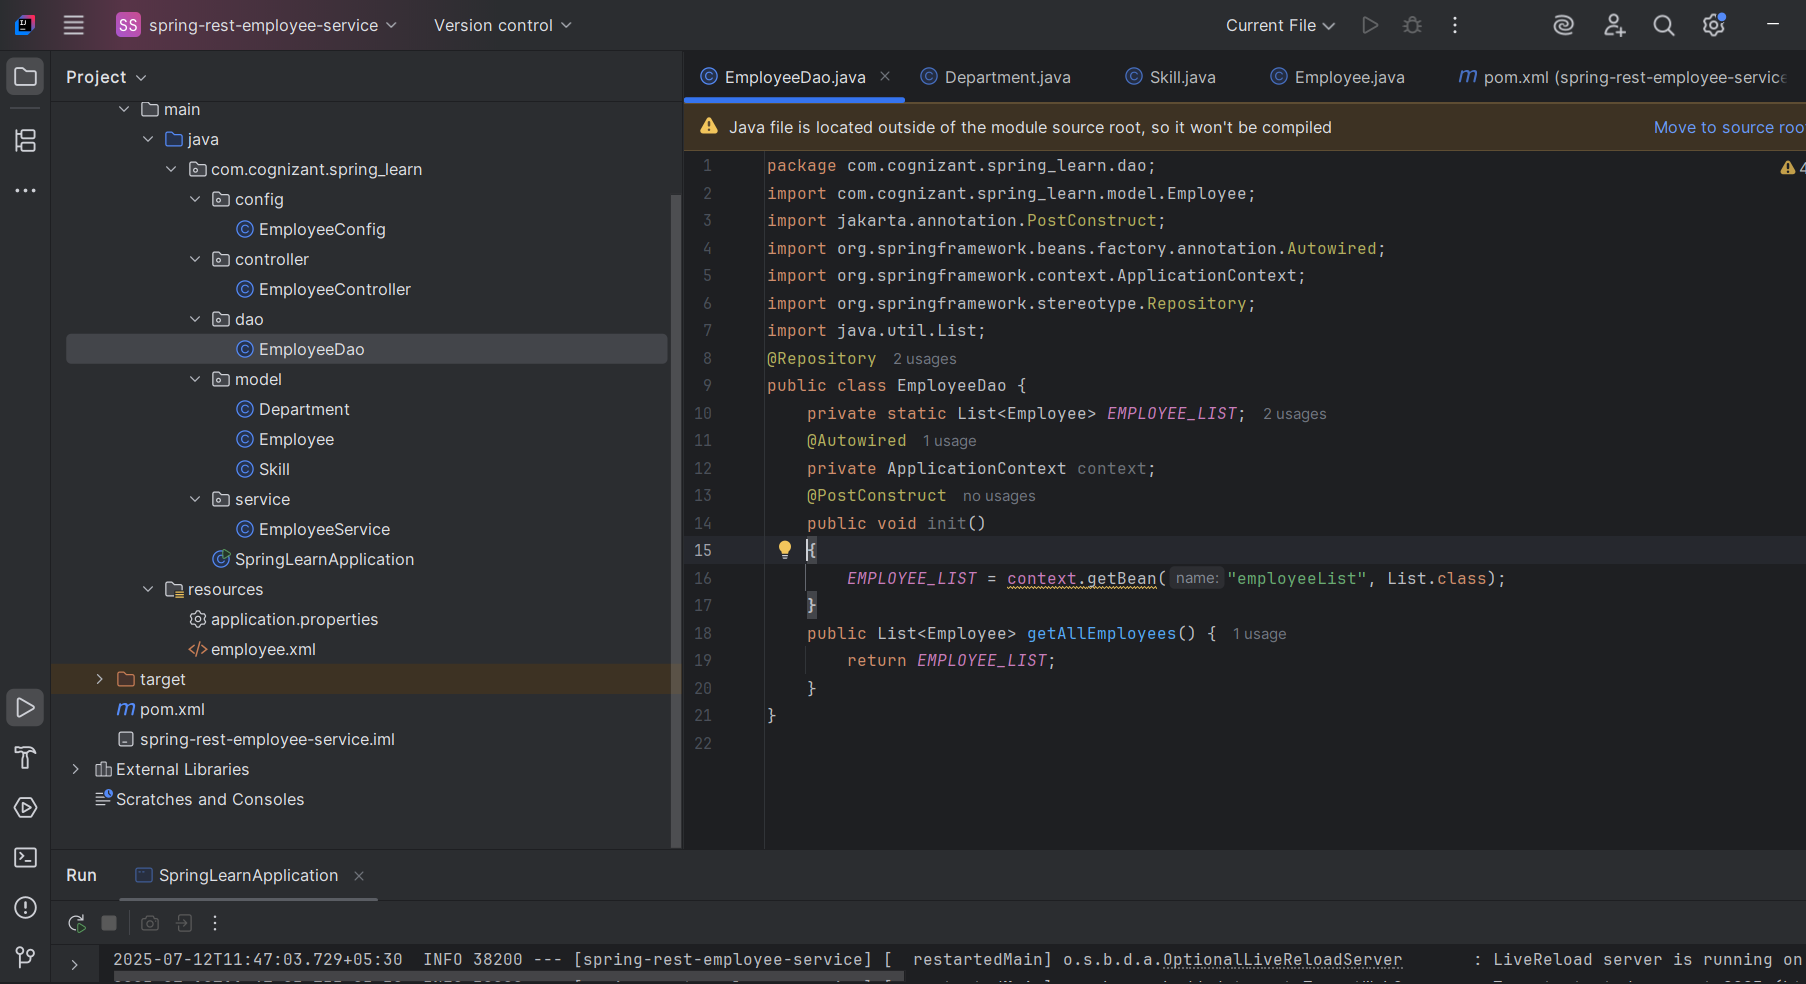 SS spring-rest-employee-service Version control Current File
Project
main
java
com.cognizant.spring_learn
config
EmployeeConfig
controller
EmployeeController
dao
EmployeeDao
model
Department
Employee
Skill
service
EmployeeService
SpringLearnApplication
resources
application.properties
employee.xml
target
pom.xml
spring-rest-employee-service.iml
External Libraries
Scratches and Consoles
EmployeeDao.java Department.java Skill.java Employee.java pom.xml (spring-rest-employee-service
Java file is located outside of the module source root, so it won't be compiled Move to source roo
1 package com.cognizant.spring_learn.dao; 4
2 import com.cognizant.spring_learn.model.Employee;
3 import jakarta.annotation.PostConstruct;
4 import org.springframework.beans.factory.annotation.Autowired;
5 import org.springframework.context.ApplicationContext;
6 import org.springframework.stereotype.Repository;
7 import java.util.List;
8 @Repository 2 usages
9 public class EmployeeDao {
10 private static List<Employee> EMPLOYEE_LIST; 2 usages
11 @Autowired 1 usage
12 private ApplicationContext context;
13 @PostConstruct no usages
14 public void init()
15 {
16 EMPLOYEE_LIST = context.getBean( name: "employeeList", List.class);
17 }
18 public List<Employee> getAllEmployees() { 1 usage
19 return EMPLOYEE_LIST;
20 }
21 }
22
Run SpringLearnApplication
2025-07-12T11:47:03.729+05:30 INFO 38200 --- [spring-rest-employee-service] [ restartedMain] o.s.b.d.a.OptionalLiveReloadServer : LiveReload server is running on